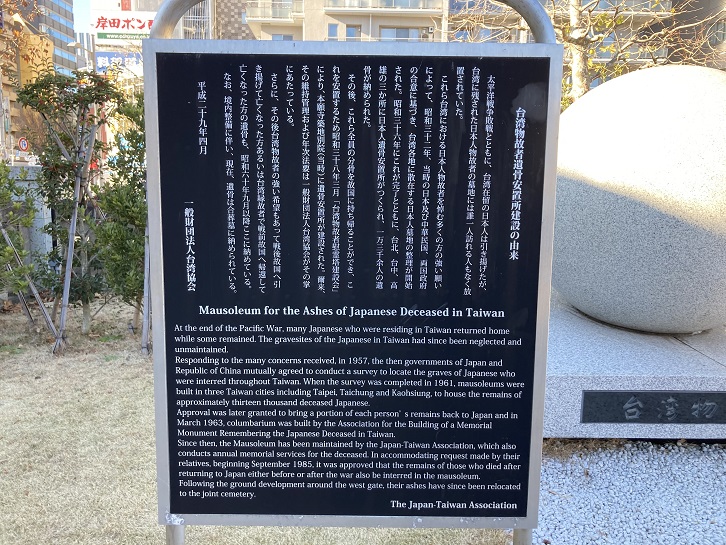 岸田ポン
台湾物故者遺骨安置所建設の由来
太平洋戦争敗戦とともに、台湾在留の日本人は引き揚げたが、
台湾に残された日本人物故者の墓地には誰一人訪れる人もなく放
置されていた。
これら台湾における日本人物故者を悼む多くの方の強い願い
によって、昭和三十二年、当時の日本及び中華民国、両国政府
の合意に基づき、台湾各地に散在する日本人墓地の整理が開始
された。昭和三十六年にこれが完了とともに、台北、台中、高
雄の三か所に日本人遺骨安置所がつくられ、一万三千余人の遺
骨が納められた。
その後、これら全員の分骨を故国に持ち帰ることができ、こ
れを安置するため昭和三十八年三月「台湾物故者慰霊塔建設会」
により、本願寺築地別院(当時)に遺骨安置所が建設された。爾来、
その維持管理および年次法要は一般財団法人台湾協会がその掌
にあたっている。
さらに、その後台湾物故者の強い希望もあって戦後故国へ引
き揚げて亡くなった方あるいは台湾縁故者で戦前故国へ帰還して
亡くなった方の遺骨も、昭和六十年九月以降ここに納めている。
なお、境内整備に伴い、現在、遺骨は合葬墓に納められている。
平成二十九年四月
一般財団法人台湾協会
Mausoleum for the Ashes of Japanese Deceased in Taiwan
At the end of the Pacific War, many Japanese who were residing in Taiwan returned home
while some remained. The gravesites of the Japanese in Taiwan had since been neglected and
unmaintained.
Responding to the many concerns received, in 1957, the then governments of Japan and
Republic of China mutually agreed to conduct a survey to locate the graves of Japanese who
were interred throughout Taiwan. When the survey was completed in 1961, mausoleums were
built in three Taiwan cities including Taipei, Taichung and Kaohsiung, to house the remains of
approximately thirteen thousand deceased Japanese.
Approval was later granted to bring a portion of each person`s remains back to Japan and in
March 1963, columbarium was built by the Association for the Building of a Memorial
Monument Remembering the Japanese Deceased in Taiwan.
Since then, the Mausoleum has been maintained by the Japan-Taiwan Association, which also
conducts annual memorial services for the deceased. In accommodating request made by their
relatives, beginning September 1985, it was approved that the remains of those who died after
returning to Japan either before or after the war also be interred in the mausoleum.
Following the ground development around the west gate, their ashes have since been relocated
to the joint cemetery.
The Japan-Taiwan Association
台湾物